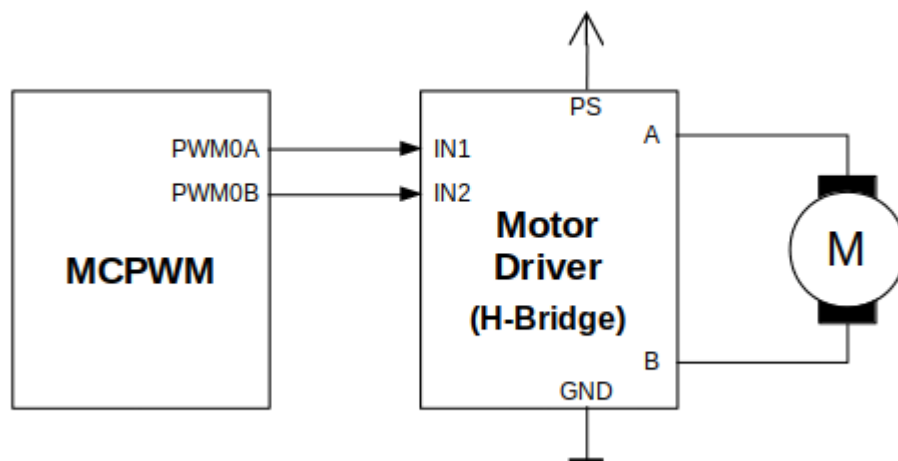 PS
A
PWM0A
IN1
PWM0B
IN2
Motor
Driver
(H-Bridge)
MCPWM
M
B
GND